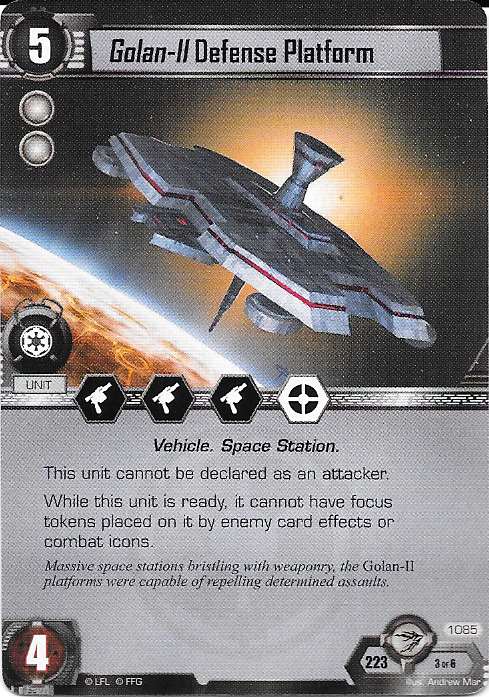 5
Golan-II Defense Platform
UNIT
Vehicle. Space Station.
This unit cannot be declared as an attacker.
While this unit is ready, it cannot have focus
tokens placed on it by enemy card effects or
combat icons.
Massive space stations bristling with weaponry, the Golan-II
platforms were capable of repelling determined assaults.
4
© LFL © FFG
1085
223
3 OF 6
Illus. Andrew Mar